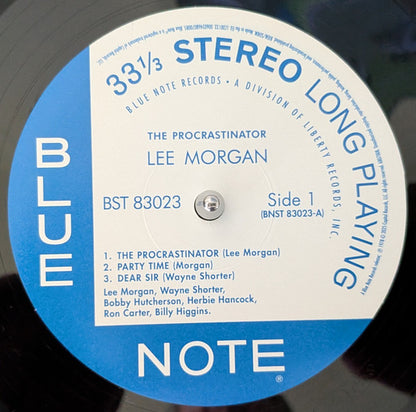 33⅓ STEREO LONG PLAYING
BLUE NOTE RECORDS • A DIVISION OF LIBERTY RECORDS, INC
THE PROCRASTINATOR
LEE MORGAN
BST 83023
Side 1
(BNST 83023-A)
1. THE PROCRASTINATOR (Lee Morgan)
2. PARTY TIME (Morgan)
3. DEAR SIR (Wayne Shorter)
Lee Morgan, Wayne Shorter,
Bobby Hutcherson, Herbie Hancock,
Ron Carter, Billy Higgins.
BLUE
NOTE®